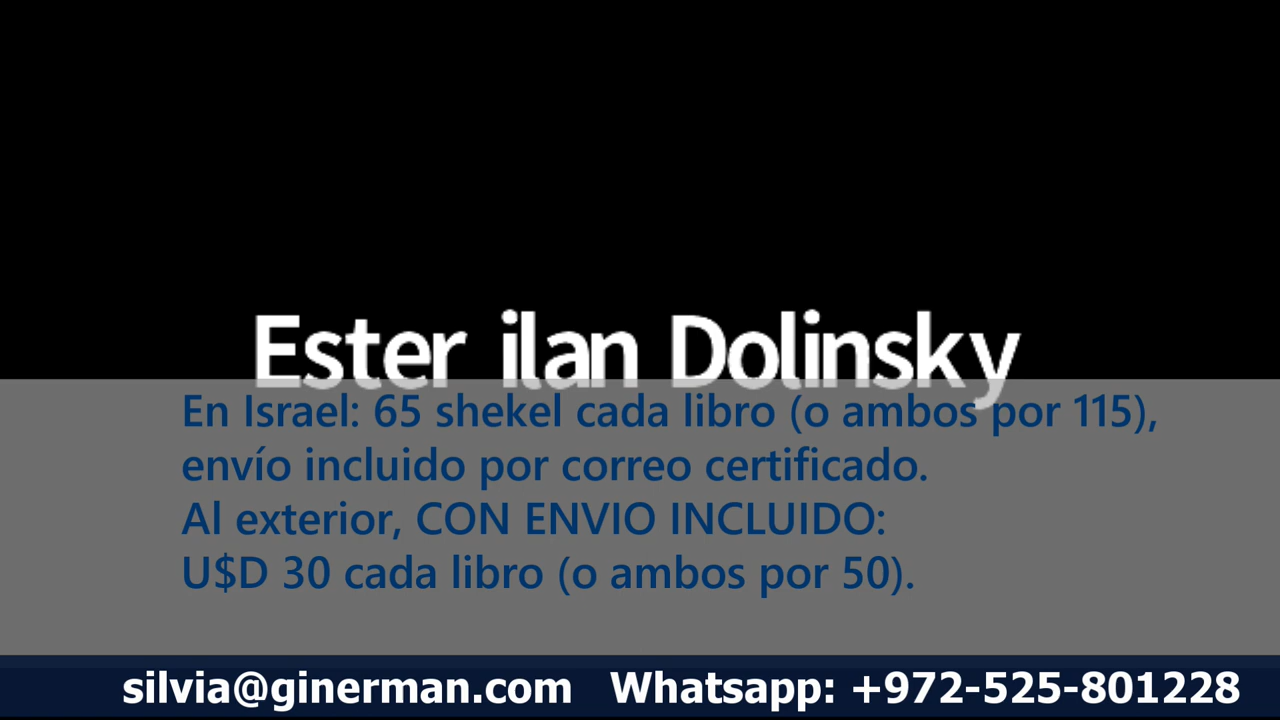 Ester ilan Dolinsky
En Israel: 65 shekel cada libro (o ambos por 115),
envío incluido por correo certificado.
Al exterior, CON ENVIO INCLUIDO:
U$D 30 cada libro (o ambos por 50).
silvia@ginerman.com Whatsapp: +972-525-801228